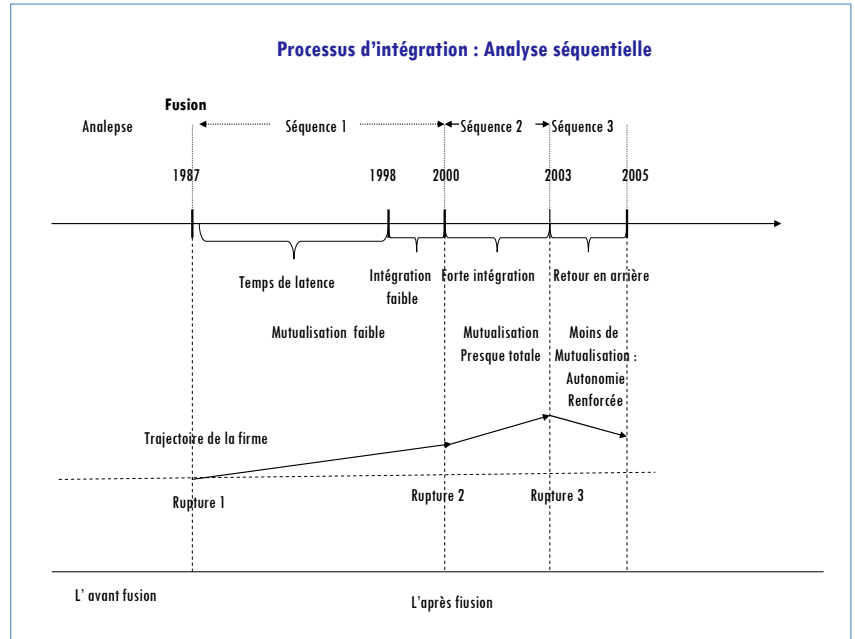 Processus d'intégration : Analyse séquentielle
Fusion
Analepse
Séquence 1
Séquence 2
Séquence 3
1987
1998
2000
2003
2005
Temps de latence
Intégration
faible
Forte intégration
Retour en arrière
Mutualisation faible
Mutualisation
Presque totale
Moins de
Mutualisation :
Autonomie
Renforcée
Trajectoire de la firme
Rupture 1
Rupture 2
Rupture 3
L' avant fusion
L'après fiusion